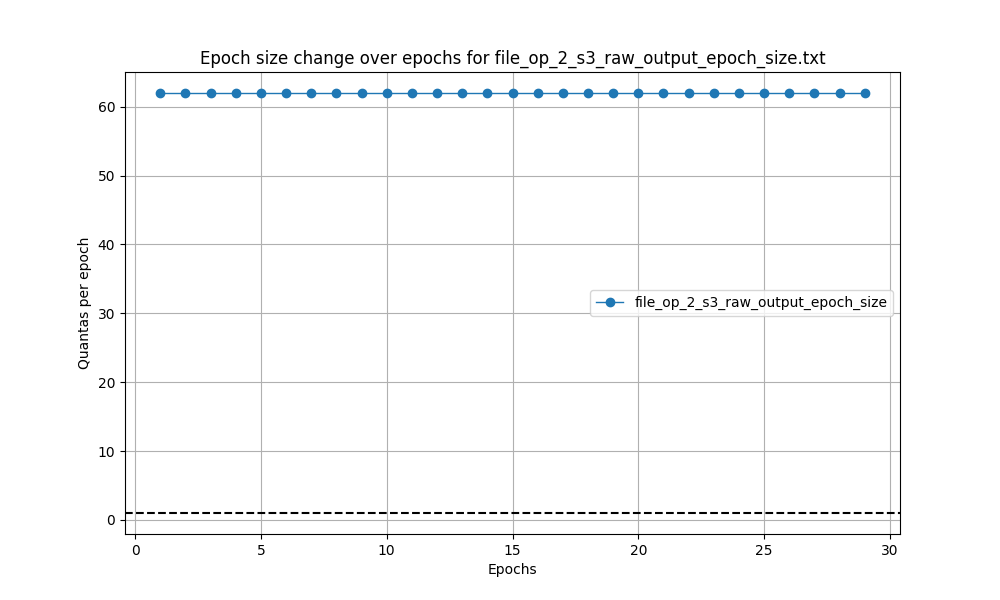 Epoch size change over epochs for file_op_2_s3_raw_output_epoch_size.txt
60
50
40
30
20
10
0
Quantas per epoch
file_op_2_s3_raw_output_epoch_size
0 5 10 15 20 25 30
Epochs